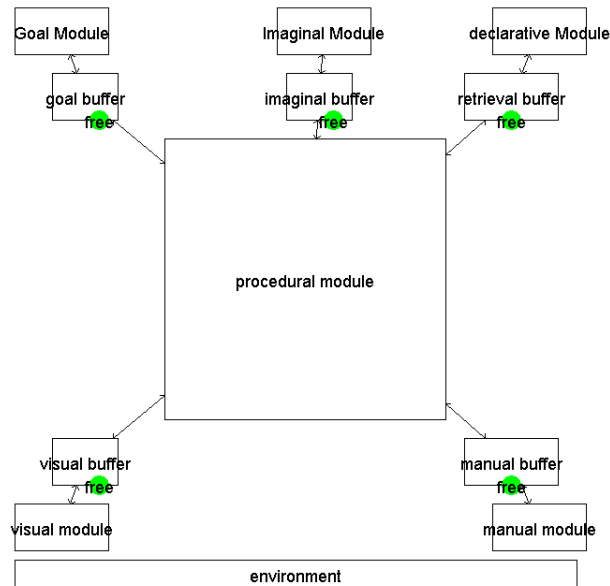 Goal Module
Imaginal Module
declarative Module
goal buffer
imaginal buffer
retrieval buffer
free
free
free
procedural module
visual buffer
manual buffer
free
free
visual module
manual module
environment